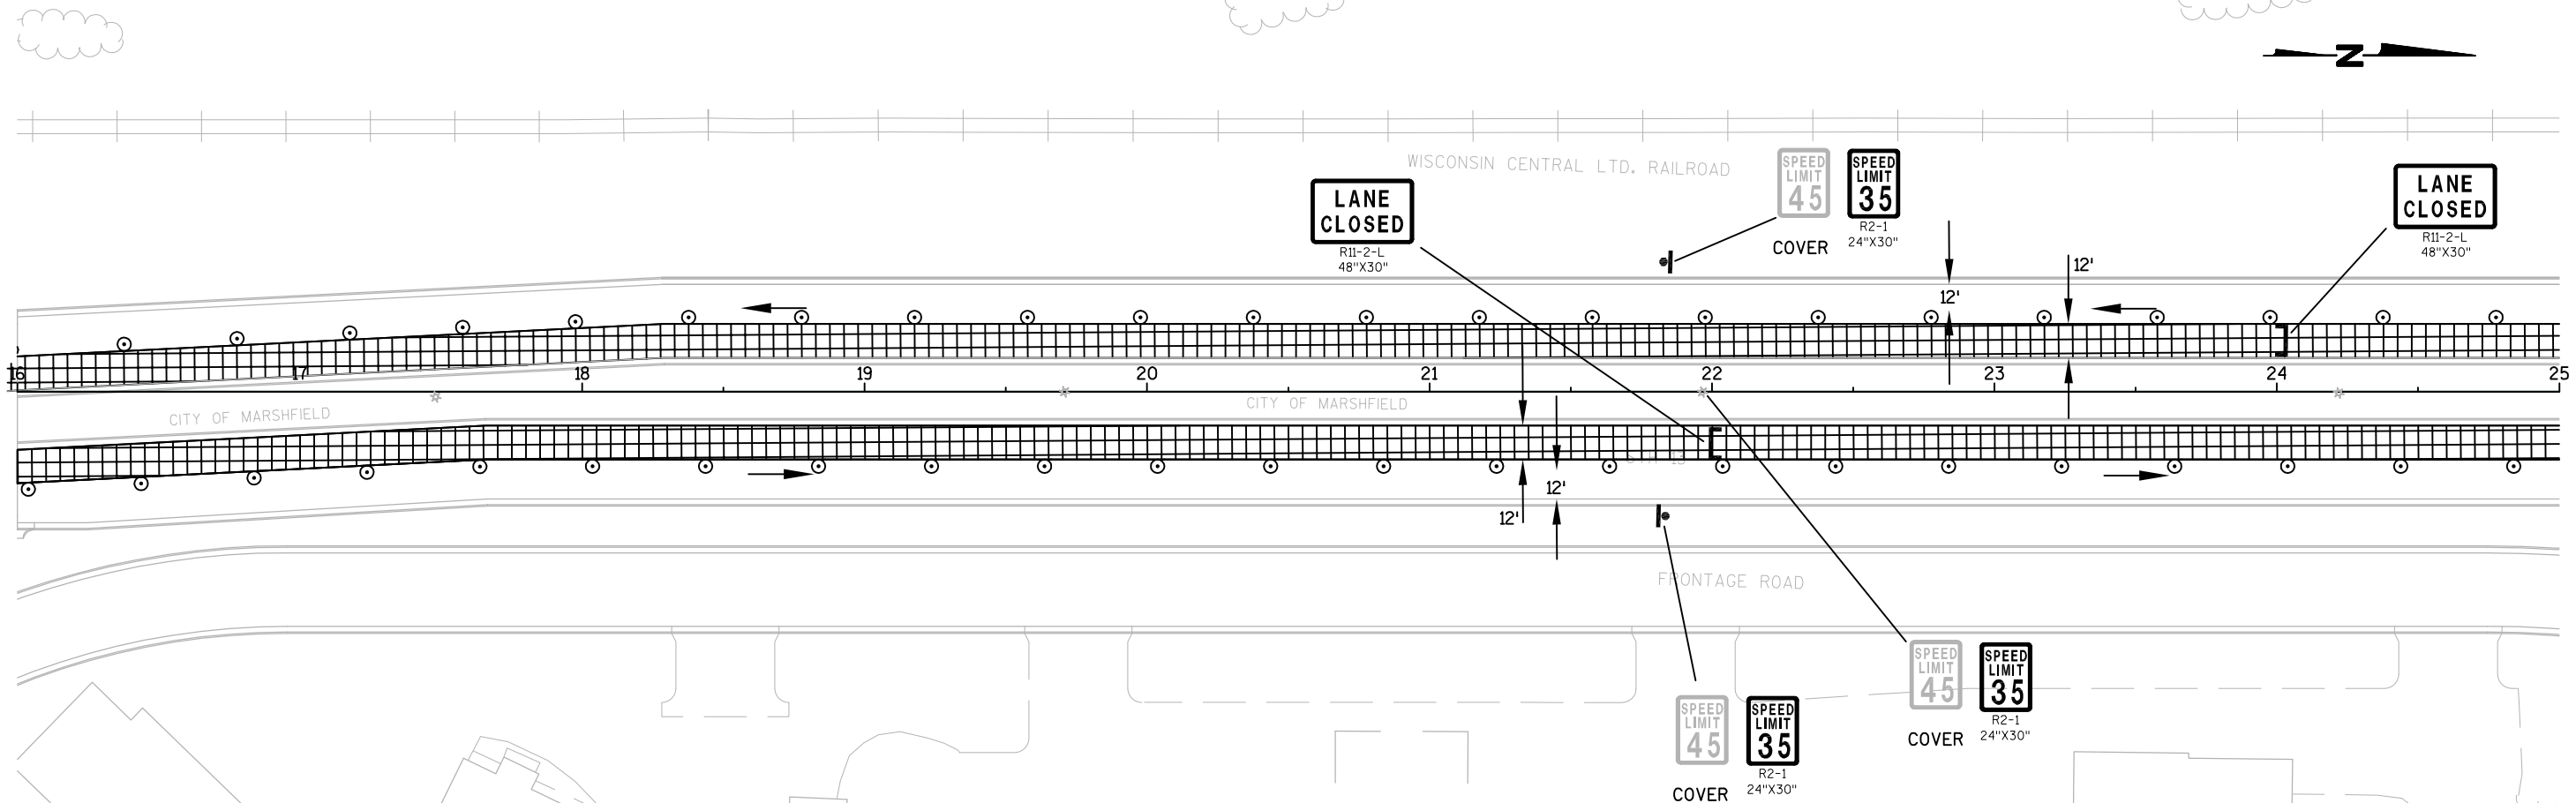 N
WISCONSIN CENTRAL LTD. RAILROAD
SPEED
LIMIT
45
COVER
SPEED
LIMIT
35
R2-1
24"X30"
LANE
CLOSED
R11-2-L
48"X30"
LANE
CLOSED
R11-2-L
48"X30"
12'
12'
16
17
18
19
20
21
22
23
24
25
CITY OF MARSHFIELD
CITY OF MARSHFIELD
12'
12'
FRONTAGE ROAD
SPEED
LIMIT
45
COVER
SPEED
LIMIT
35
R2-1
24"X30"
SPEED
LIMIT
45
COVER
SPEED
LIMIT
35
R2-1
24"X30"